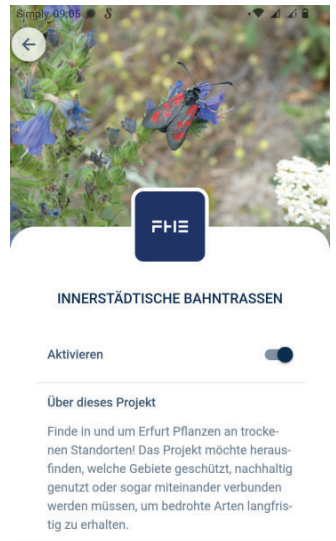 Simply 09:05
FHE
INNERSTÄDTISCHE BAHNTRASSEN
Aktivieren
Über dieses Projekt
Finde in und um Erfurt Pflanzen an trocke-
nen Standorten! Das Projekt möchte heraus-
finden, welche Gebiete geschützt, nachhaltig
genutzt oder sogar miteinander verbunden
werden müssen, um bedrohte Arten langfris-
tig zu erhalten.